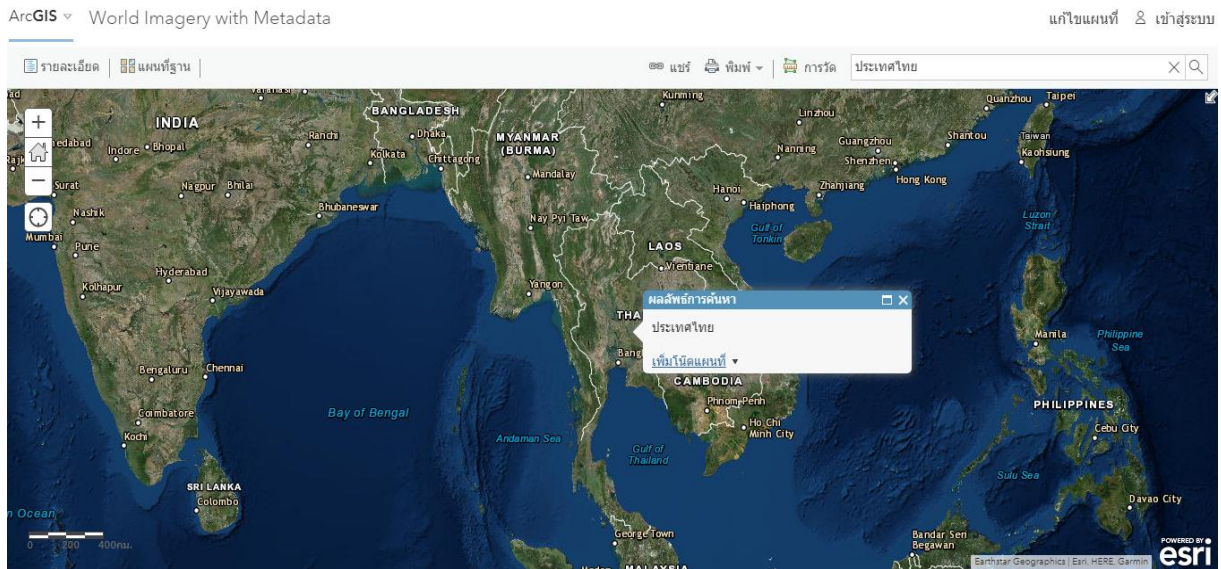 ArcGIS World Imagery with Metadata แก้ไขแผนที่ เข้าสู่ระบบ
รายละเอียด แผนที่ฐาน แชร์ พิมพ์ การวัด ประเทศไทย
Kunming
Quanzhou Taipei
BANGLADESH
Linzhou
INDIA
Ranchi
Dhaka
MYANMAR
(BURMA)
Guangzhou
Shantou
Taiwan
Indore Bhopal
Kolkata Chittagong
Nanning
Shenzhen
Kaohsiung
Mandalay
Surat
Nagpur Bhilai
Hanoi
Zhanjiang
Hong Kong
Haiphong
Bhubaneswar
Nashik
Nay Pyi Taw
Gulf of
Tonkin
Luzon
Strait
Mumbai
Pune
LAOS
Vientiane
Hyderabad
Kolhapur
Vijayawada
Yangon
ผลลัพธ์การค้นหา
THA
ประเทศไทย
Manila
Philippine
Sea
Bang
เพิ่มโน้ตแผนที่
Bengaluru Chennai
CAMBODIA
Phnom Penh
PHILIPPINES
Coimbatore
Bay of Bengal
Ho Chi
Minh City
Cebu City
Kochi
Andaman Sea
Gulf of
Thailand
Sulu Sea
SRI LANKA
Colombo
Davao City
n Ocean
George Town
Bandar Seri
Begawan
0 200 400กม.
POWERED BY
esri
Earthstar Geographics | Esri, HERE, Garmin
MALAYSIA